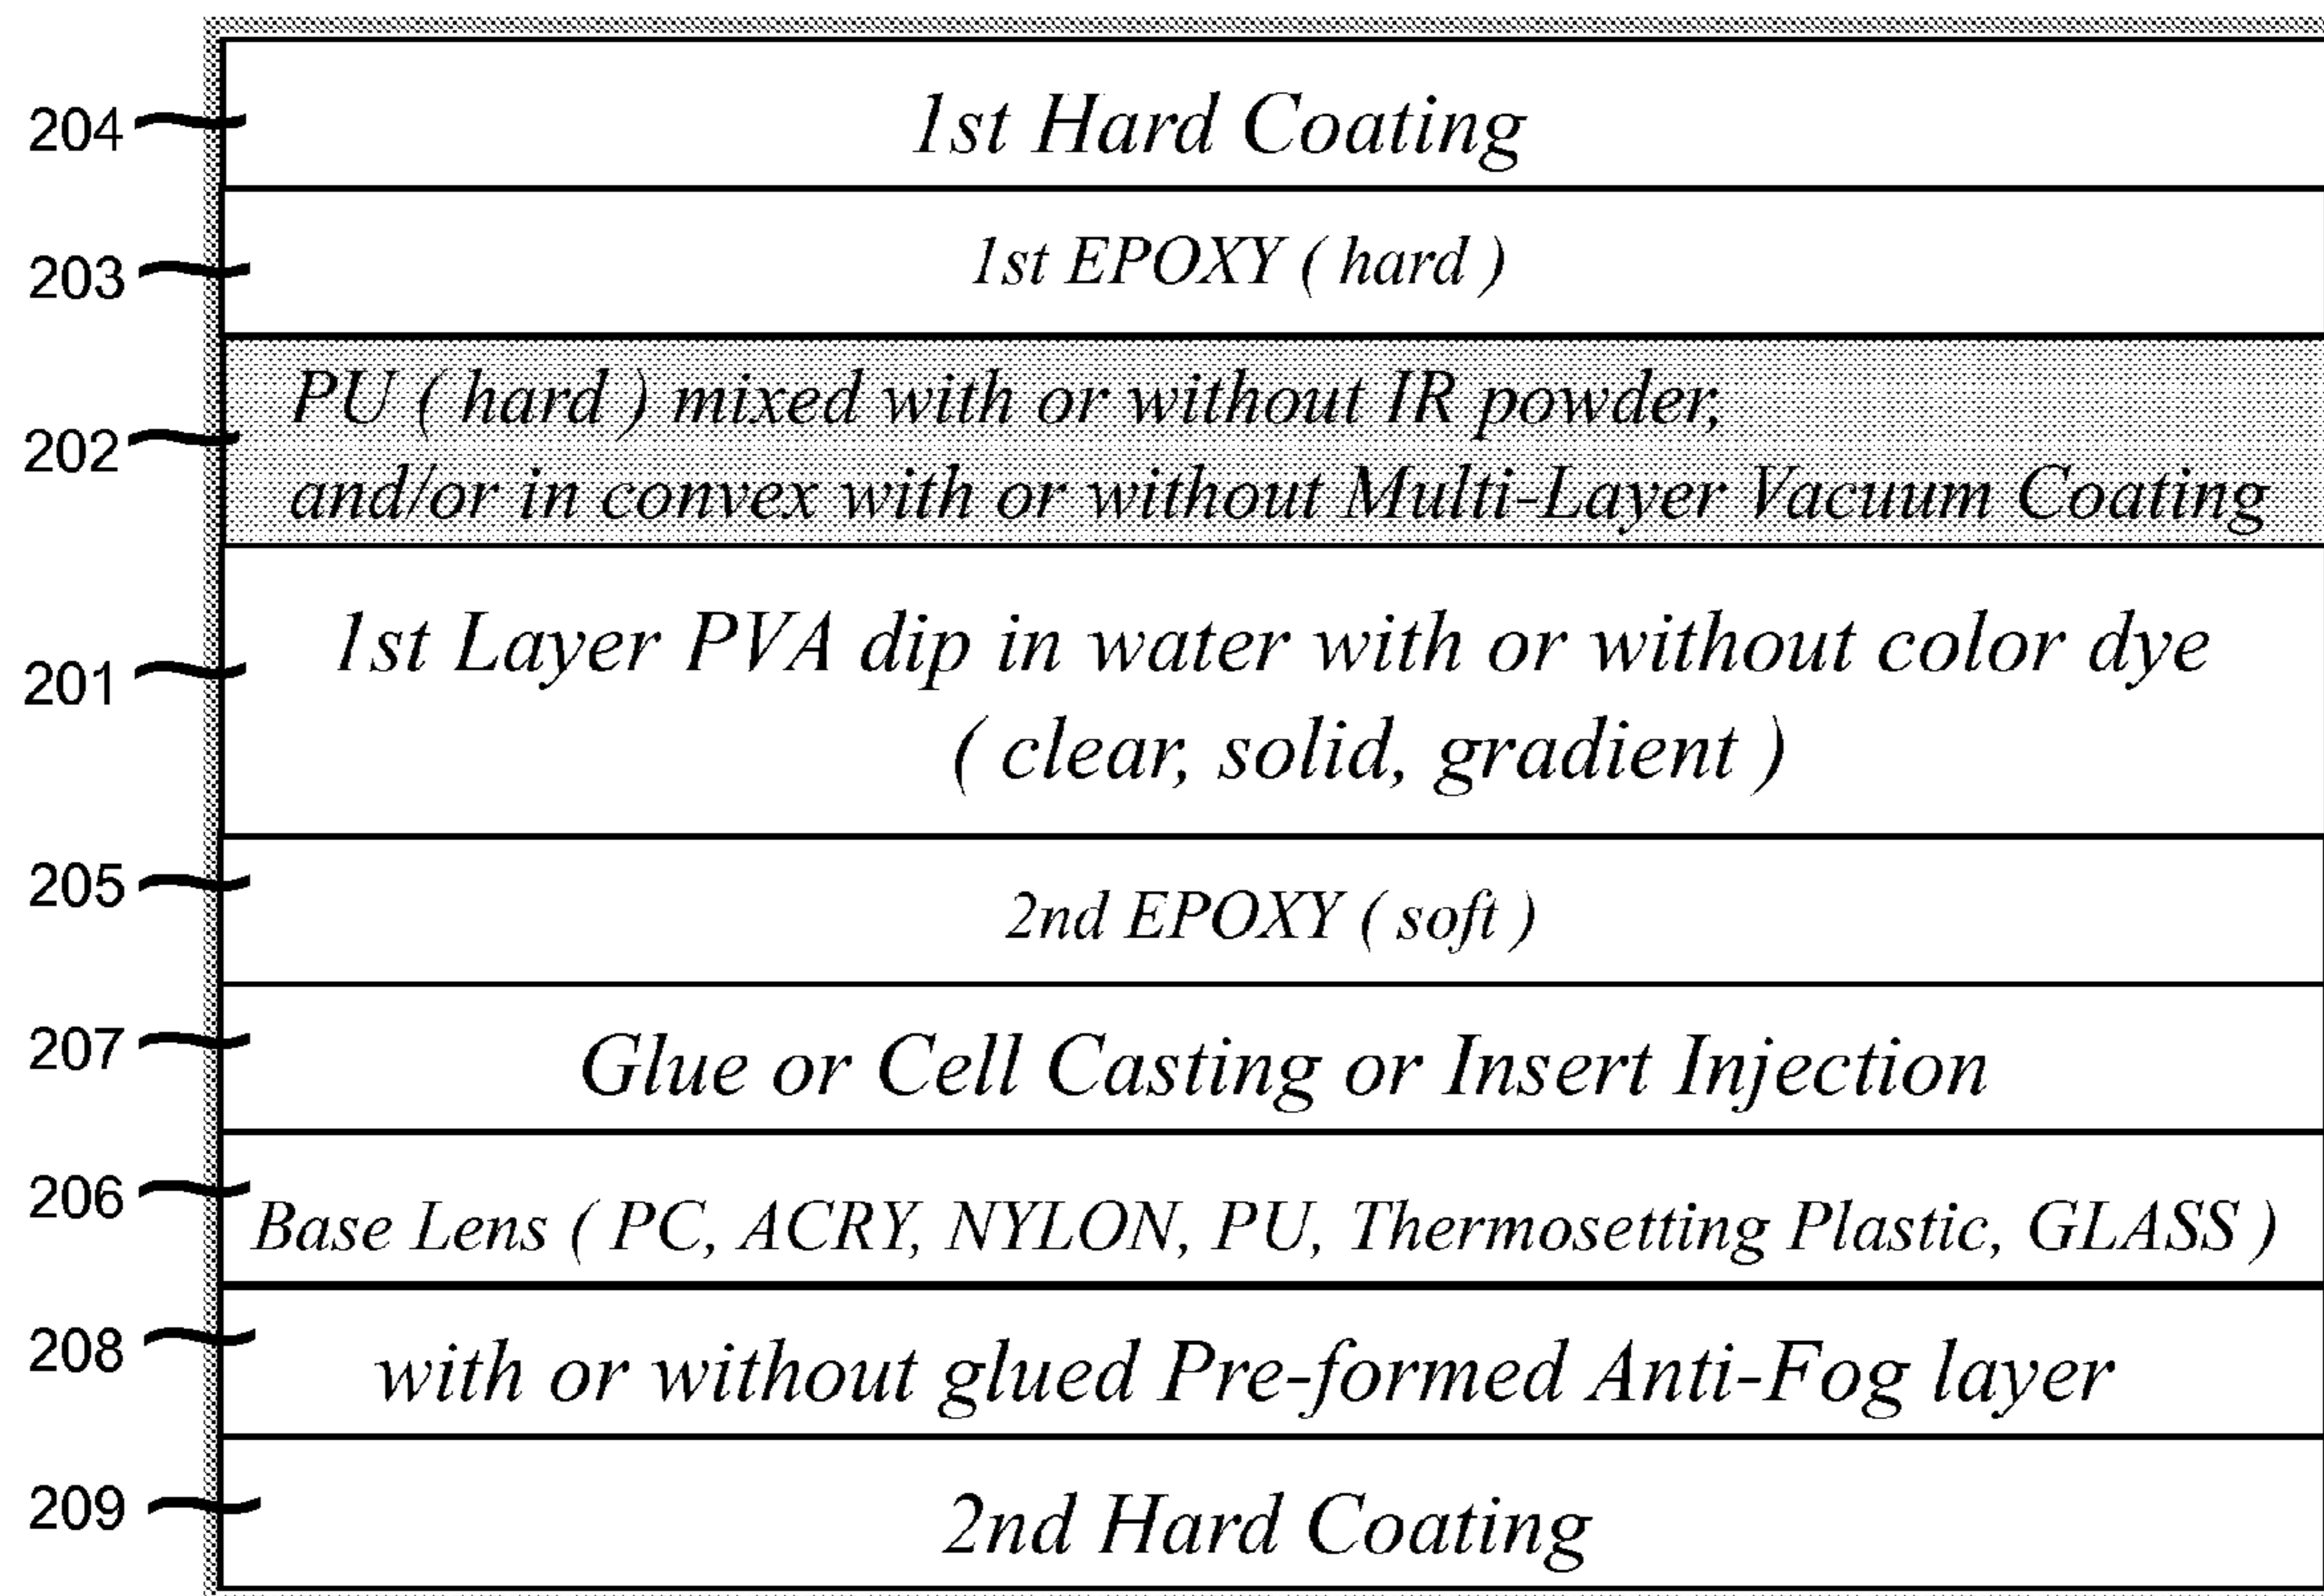 204
1st Hard Coating
203
1st EPOXY ( hard )
202
PU ( hard ) mixed with or without IR powder,
and/or in convex with or without Multi-Layer Vacuum Coating
201
1st Layer PVA dip in water with or without color dye
( clear, solid, gradient )
205
2nd EPOXY ( soft )
207
Glue or Cell Casting or Insert Injection
206
Base Lens ( PC, ACRY, NYLON, PU, Thermosetting Plastic, GLASS )
208
with or without glued Pre-formed Anti-Fog layer
209
2nd Hard Coating